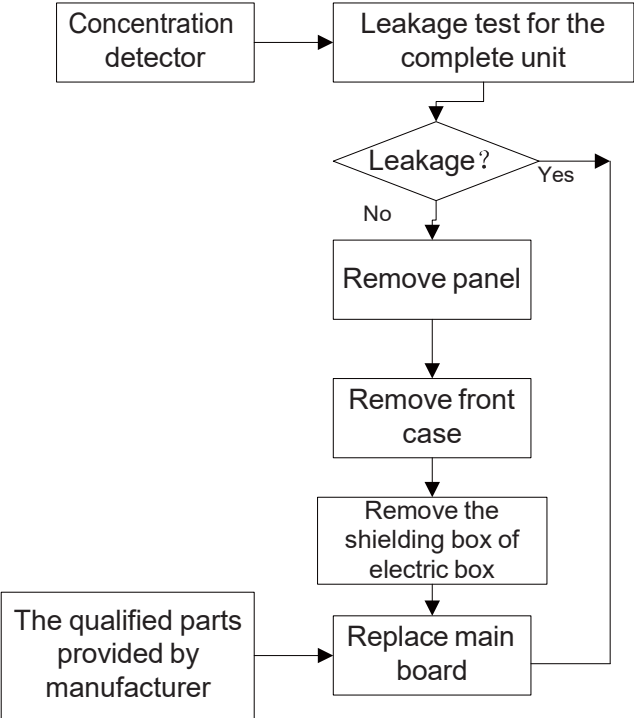 Concentration
detector
Leakage test for the
complete unit
Leakage？
Yes
No
Remove panel
Remove front
case
Remove the
shielding box of
electric box
The qualified parts
provided by
manufacturer
Replace main
board